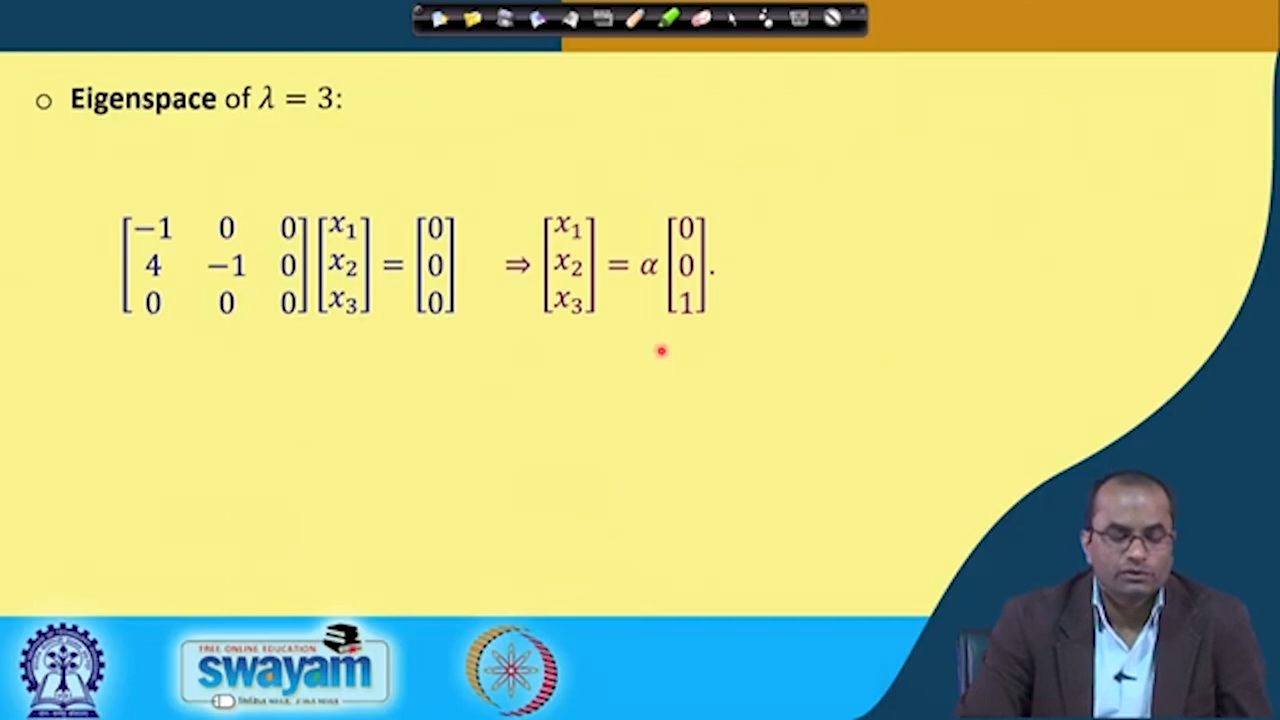 ○ Eigenspace of λ = 3:
[−1 0 0; 4 −1 0; 0 0 0] [x₁; x₂; x₃] = [0; 0; 0] ⇒ [x₁; x₂; x₃] = α [0; 0; 1].
FREE ONLINE EDUCATION
swayam